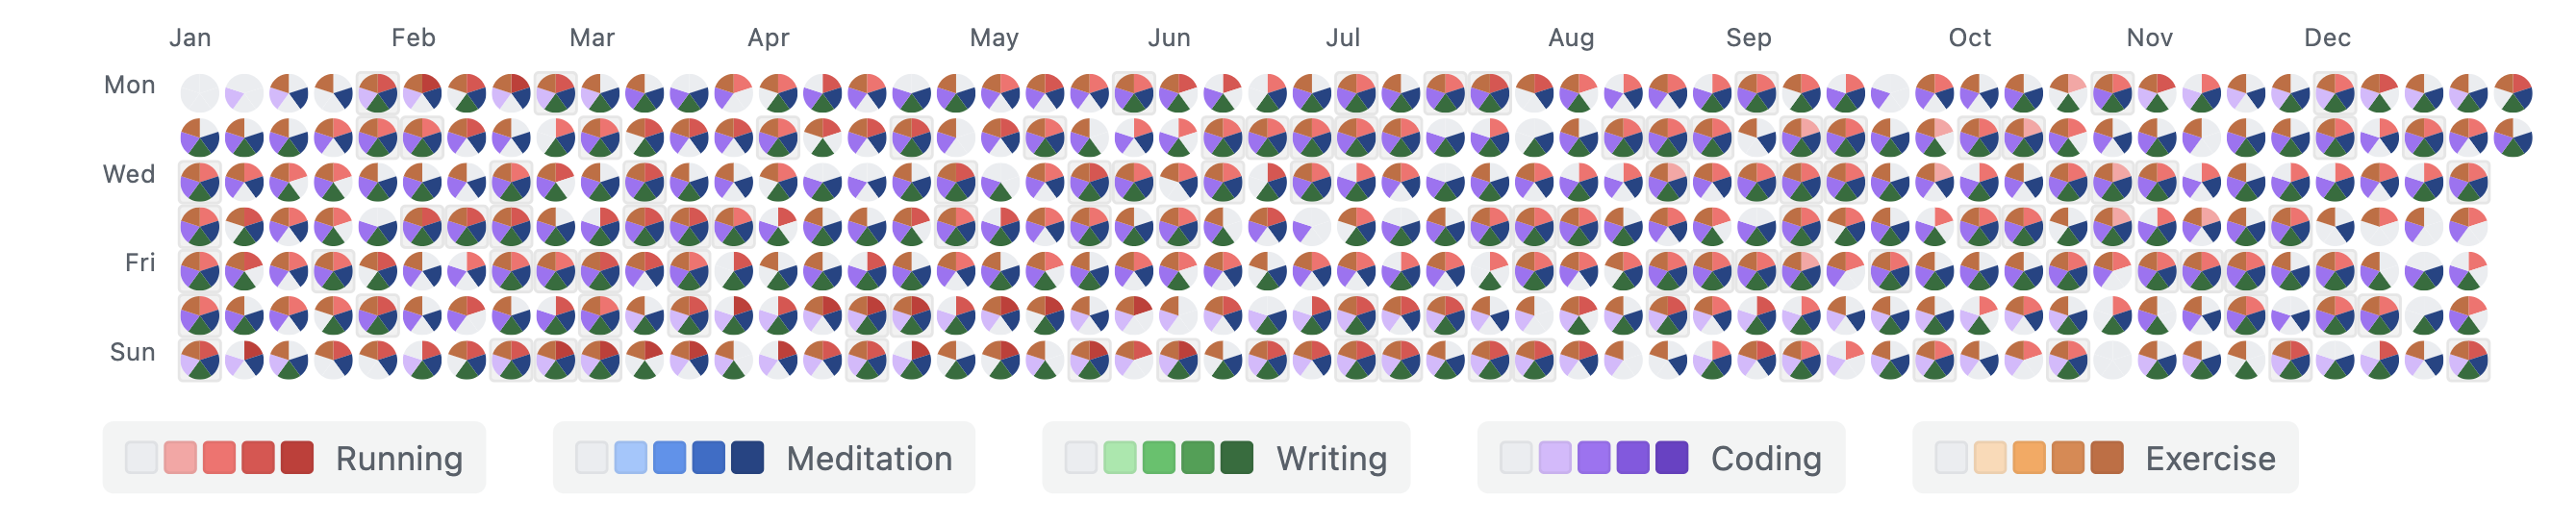 Jan Feb Mar Apr May Jun Jul Aug Sep Oct Nov Dec
Mon
Wed
Fri
Sun
Running Meditation Writing Coding Exercise